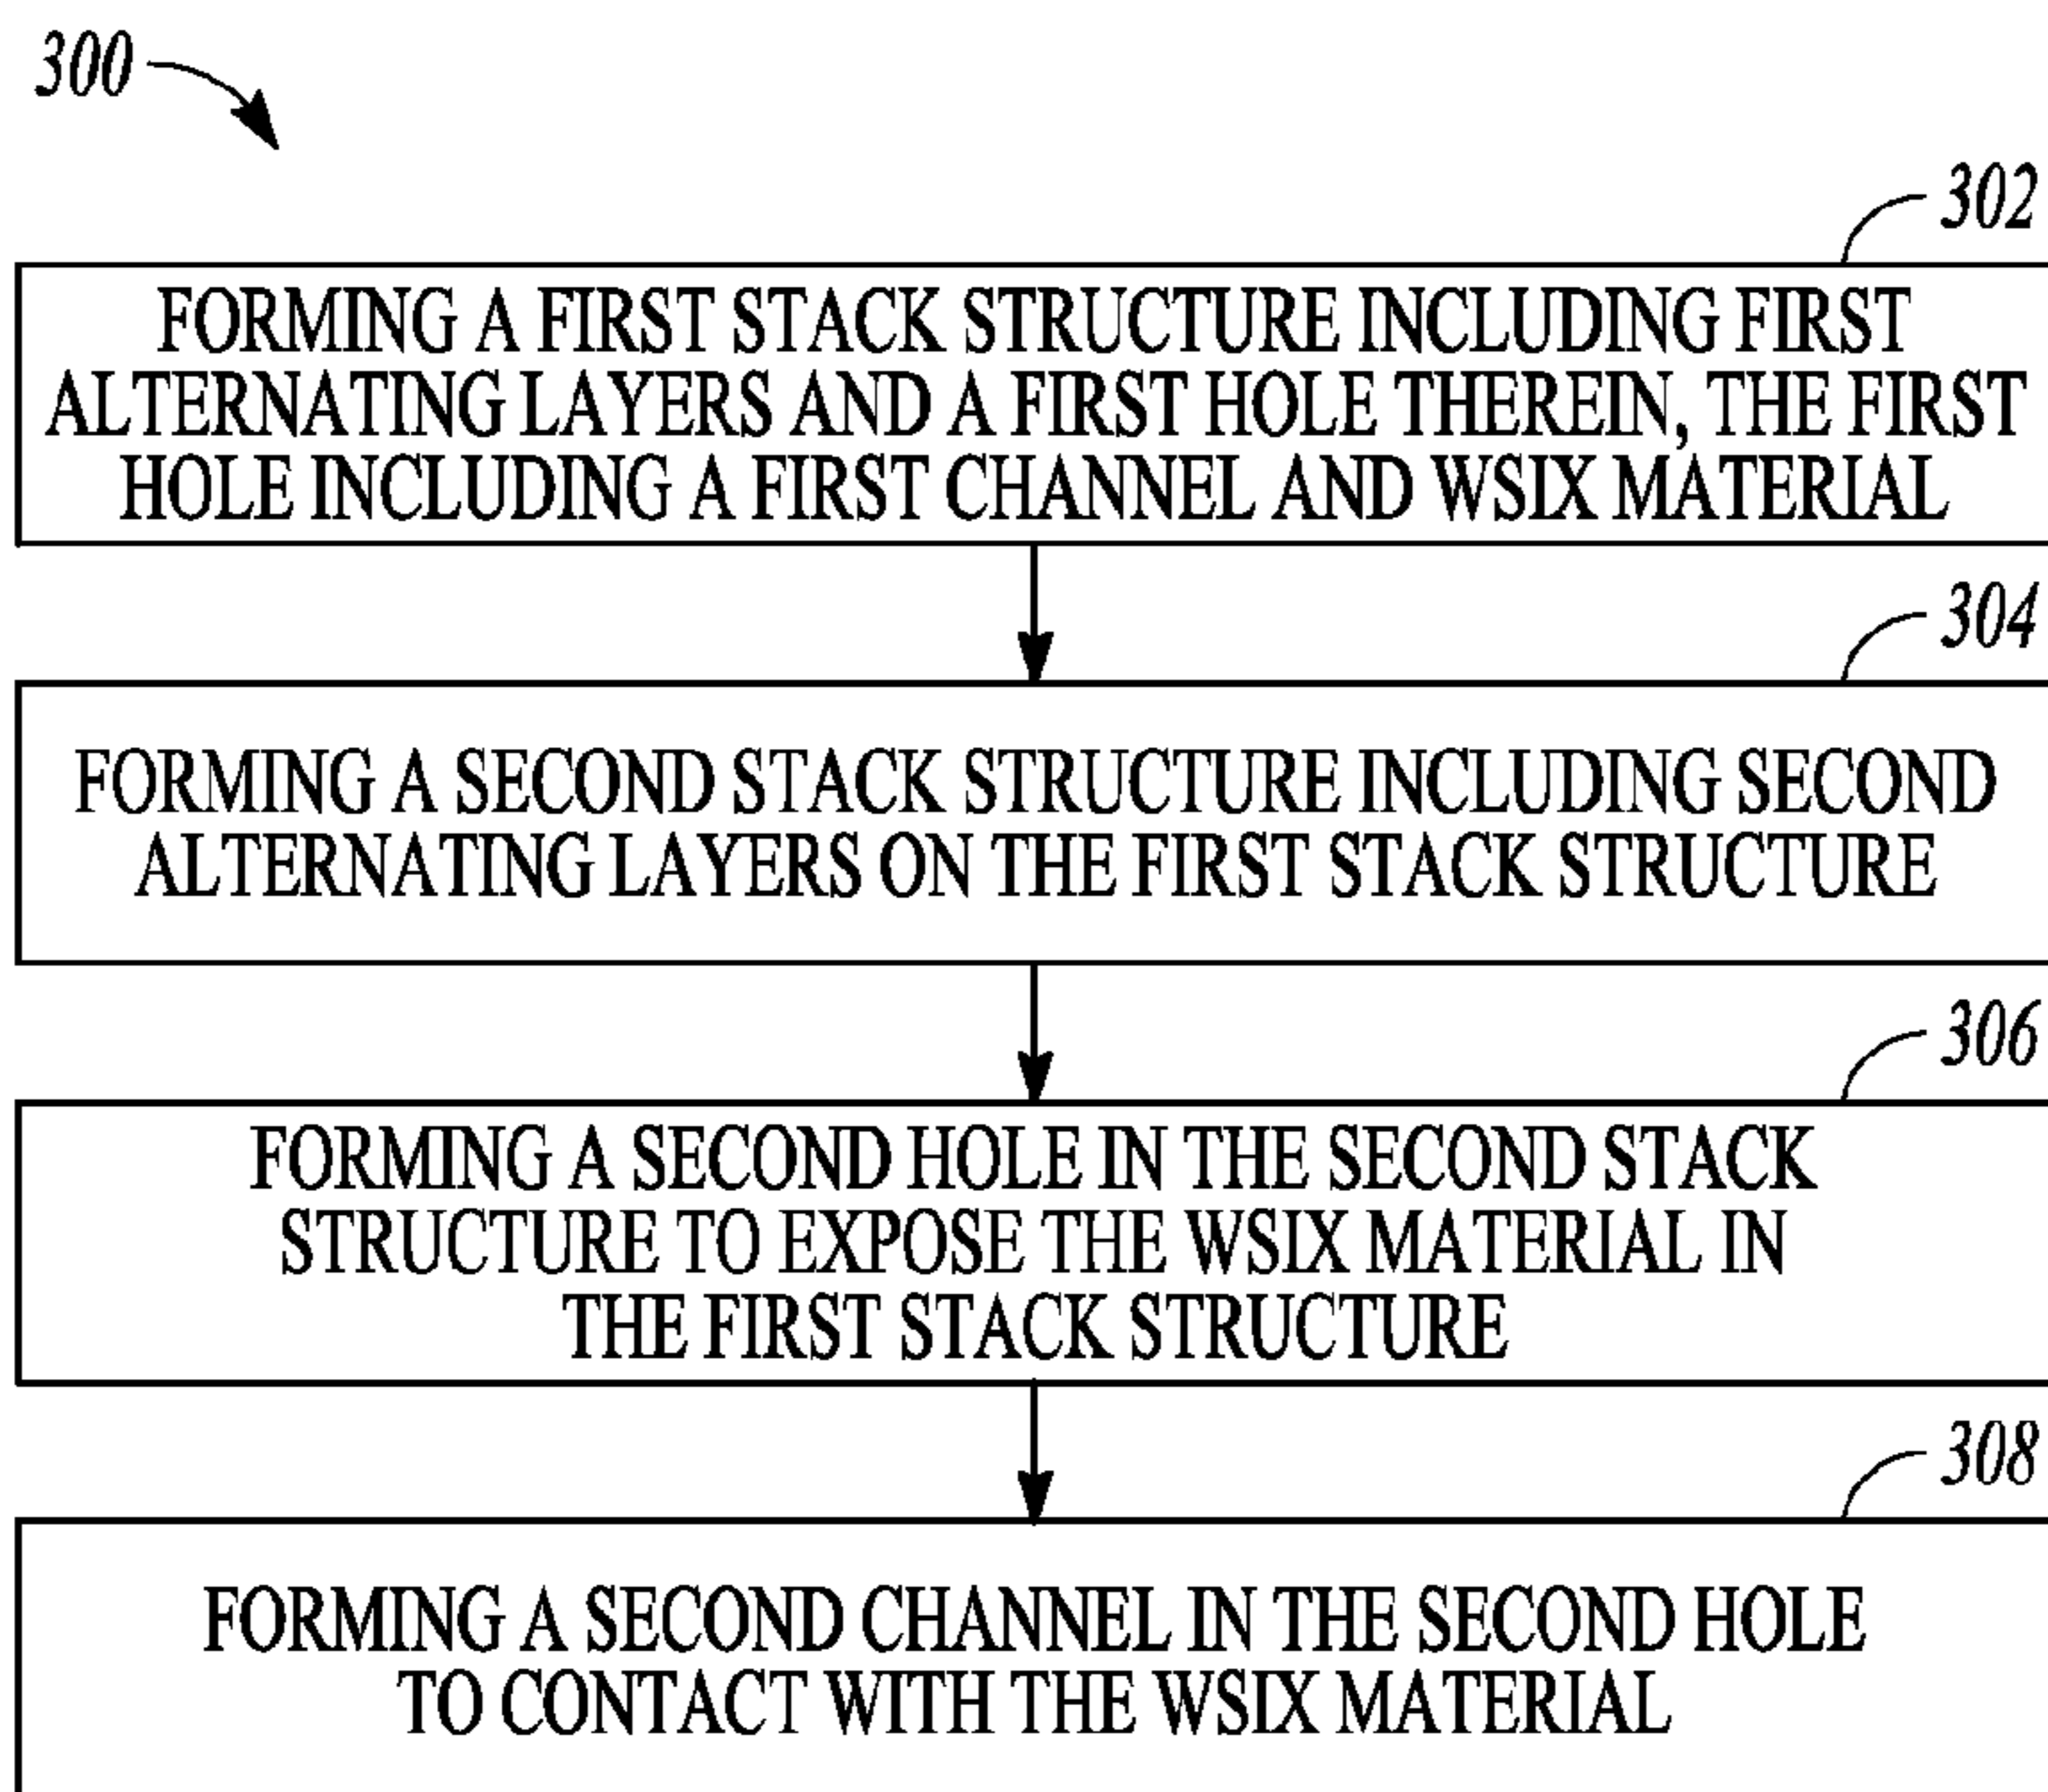 300
302
FORMING A FIRST STACK STRUCTURE INCLUDING FIRST
ALTERNATING LAYERS AND A FIRST HOLE THEREIN, THE FIRST
HOLE INCLUDING A FIRST CHANNEL AND WSIX MATERIAL
304
FORMING A SECOND STACK STRUCTURE INCLUDING SECOND
ALTERNATING LAYERS ON THE FIRST STACK STRUCTURE
306
FORMING A SECOND HOLE IN THE SECOND STACK
STRUCTURE TO EXPOSE THE WSIX MATERIAL IN
THE FIRST STACK STRUCTURE
308
FORMING A SECOND CHANNEL IN THE SECOND HOLE
TO CONTACT WITH THE WSIX MATERIAL